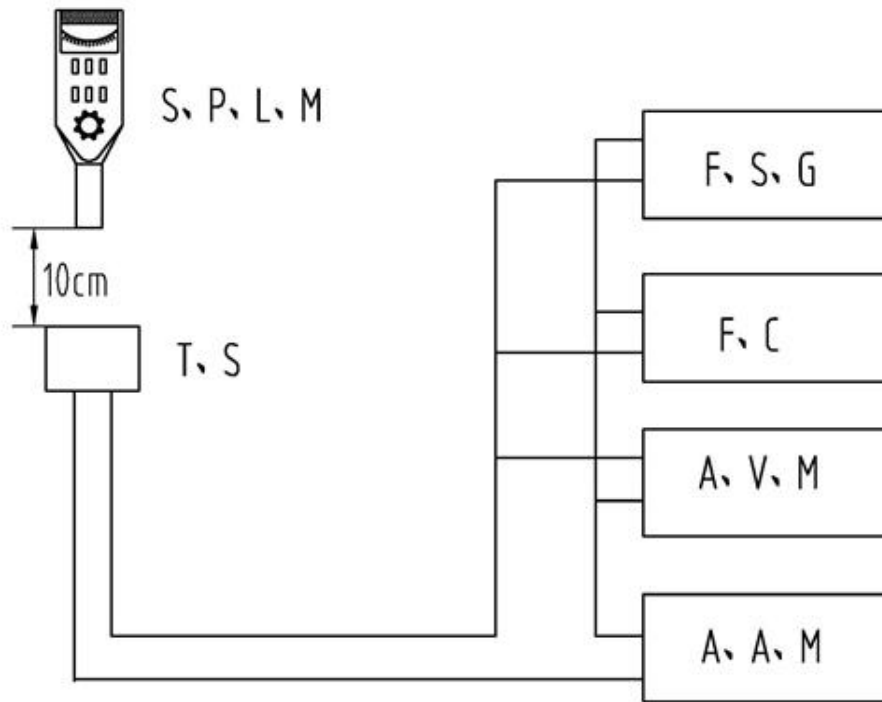 S、P、L、M
F、S、G
10cm
F、C
T、S
A、V、M
A、A、M